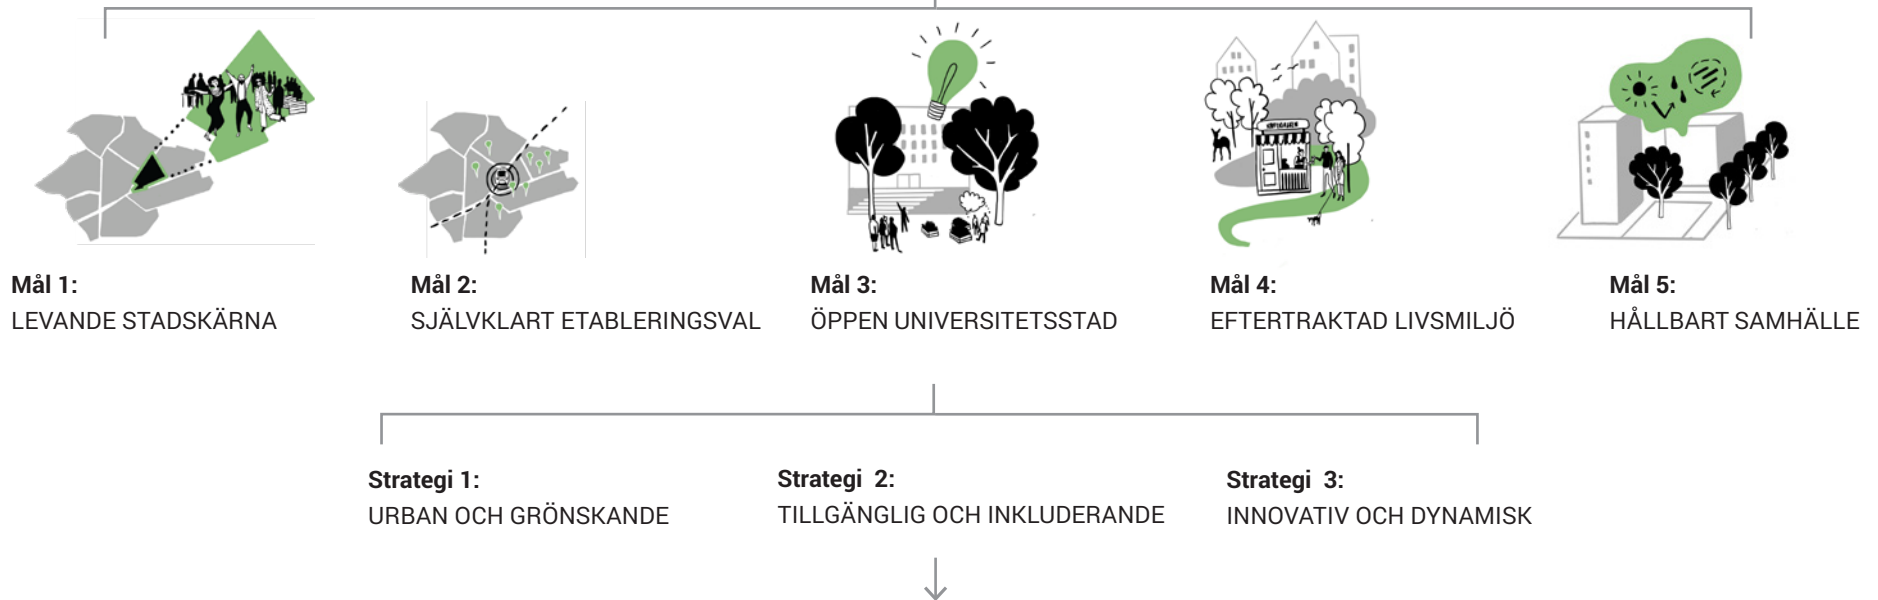 Mål 1:
LEVANDE STADSKÄRNA
Mål 2:
SJÄLVKLART ETABLERINGSVAL
Mål 3:
ÖPPEN UNIVERSITETSSTAD
Mål 4:
EFTERTRAKTAD LIVSMILJÖ
Mål 5:
HÅLLBART SAMHÄLLE
Strategi 1:
URBAN OCH GRÖNSKANDE
Strategi 2:
TILLGÄNGLIG OCH INKLUDERANDE
Strategi 3:
INNOVATIV OCH DYNAMISK